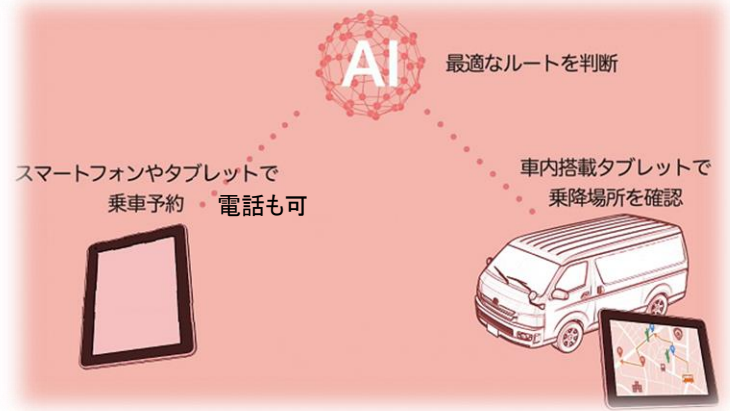 AI
最適なルートを判断
スマートフォンやタブレットで
乗車予約
電話も可
車内搭載タブレットで
乗降場所を確認